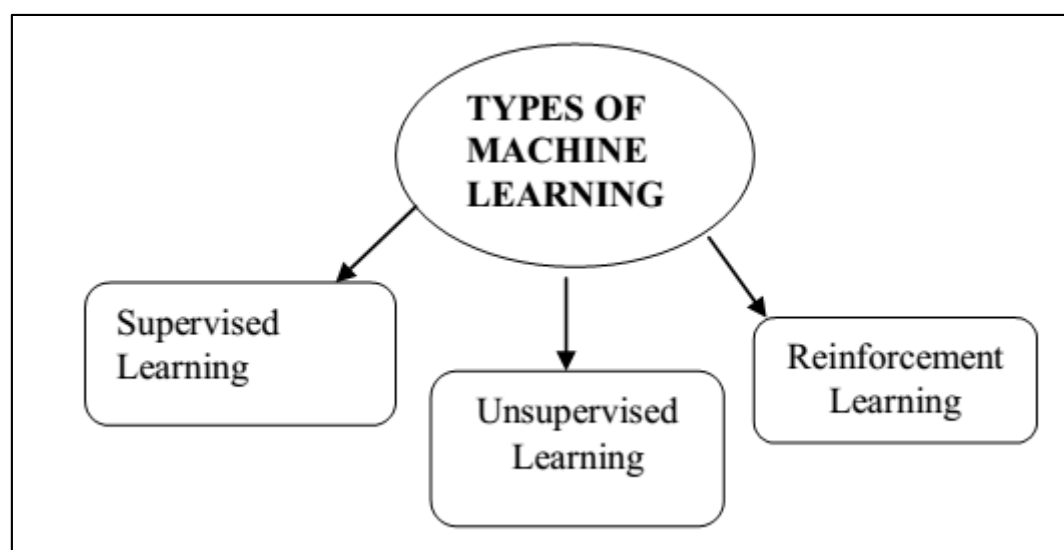 TYPES OF
MACHINE
LEARNING
Supervised
Learning
Unsupervised
Learning
Reinforcement
Learning